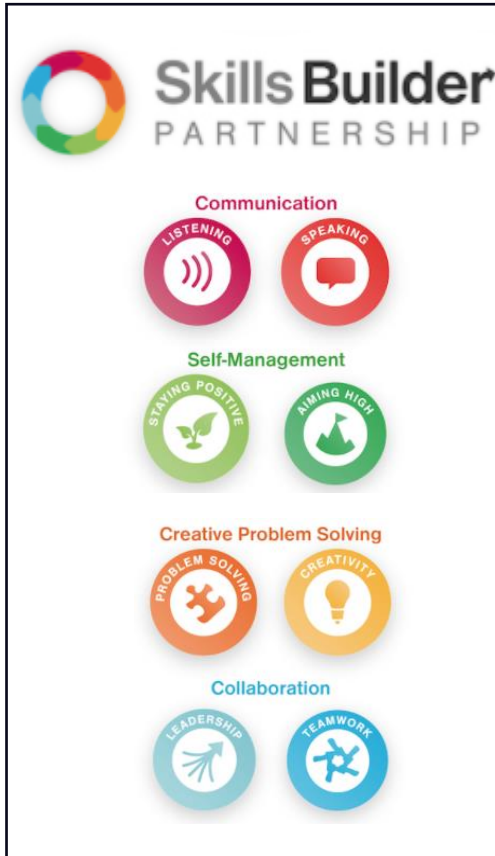 Skills Builder
PARTNERSHIP
Communication
LISTENING
SPEAKING
Self-Management
STAYING POSITIVE
AIMING HIGH
Creative Problem Solving
PROBLEM SOLVING
CREATIVITY
Collaboration
LEADERSHIP
TEAMWORK